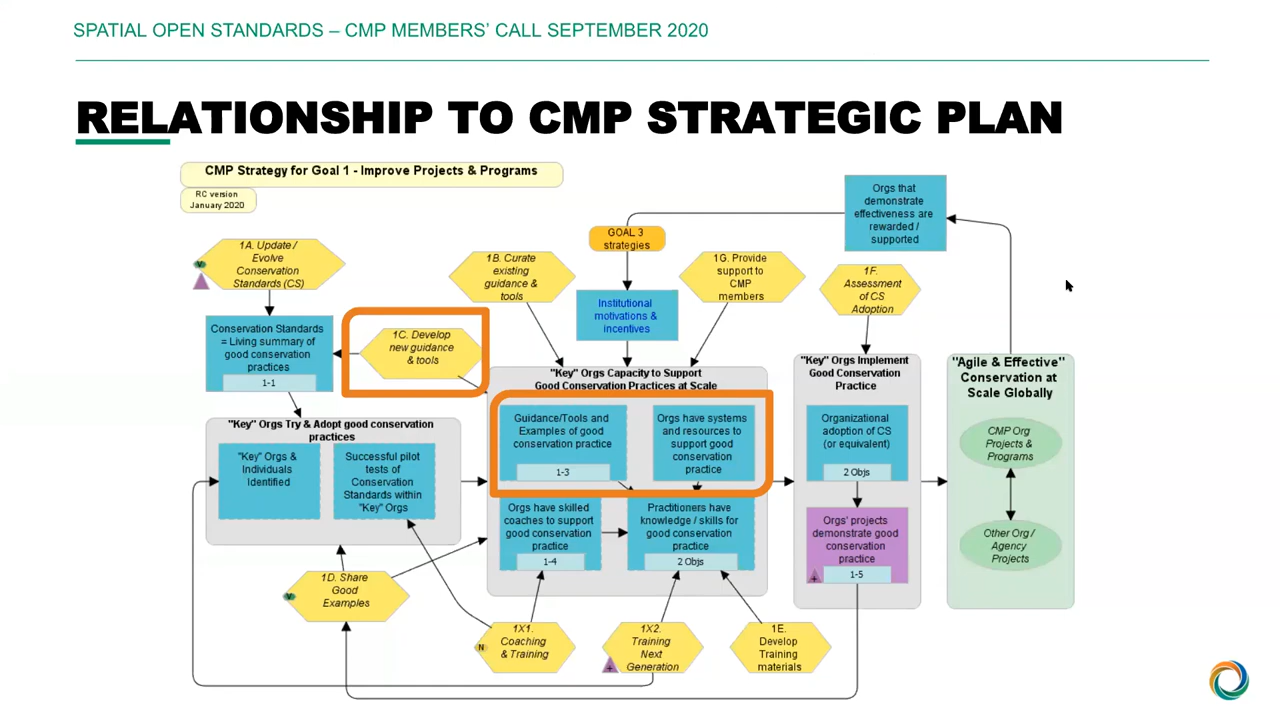 SPATIAL OPEN STANDARDS – CMP MEMBERS' CALL SEPTEMBER 2020
RELATIONSHIP TO CMP STRATEGIC PLAN
CMP Strategy for Goal 1 - Improve Projects & Programs
RC version
January 2020
Orgs that
demonstrate
effectiveness are
rewarded /
supported
GOAL 3
strategies
1A. Update /
Evolve
Conservation
Standards (CS)
1B. Curate
existing
guidance &
tools
1G. Provide
support to
CMP
members
1F.
Assessment
of CS
Adoption
Institutional
motivations &
incentives
Conservation
Standards
= Living summary of
good conservation
practices
1-1
1C. Develop
new guidance
& tools
"Key" Orgs Capacity to Support
Good Conservation Practices at Scale
"Key" Orgs Implement
Good Conservation
Practice
"Agile & Effective"
Conservation at
Scale Globally
Guidance/Tools and
Examples of good
conservation practice
1-3
Orgs have systems
and resources to
support good
conservation
practice
Organizational
adoption of CS
(or equivalent)
2 Objs
CMP Org
Projects &
Programs
"Key" Orgs Try & Adopt good conservation
practices
"Key" Orgs &
Individuals
Identified
Successful pilot
tests of
Conservation
Standards within
"Key" Orgs
Orgs have skilled
coaches to support
good conservation
practice
1-4
Practitioners have
knowledge / skills for
good conservation
practice
2 Objs
Orgs' projects
demonstrate good
conservation
practice
+
1-5
Other Org /
Agency
Projects
V
1D. Share
Good
Examples
V
N
1X1.
Coaching
& Training
1X2.
Training
Next
Generation
+
1E.
Develop
Training
materials